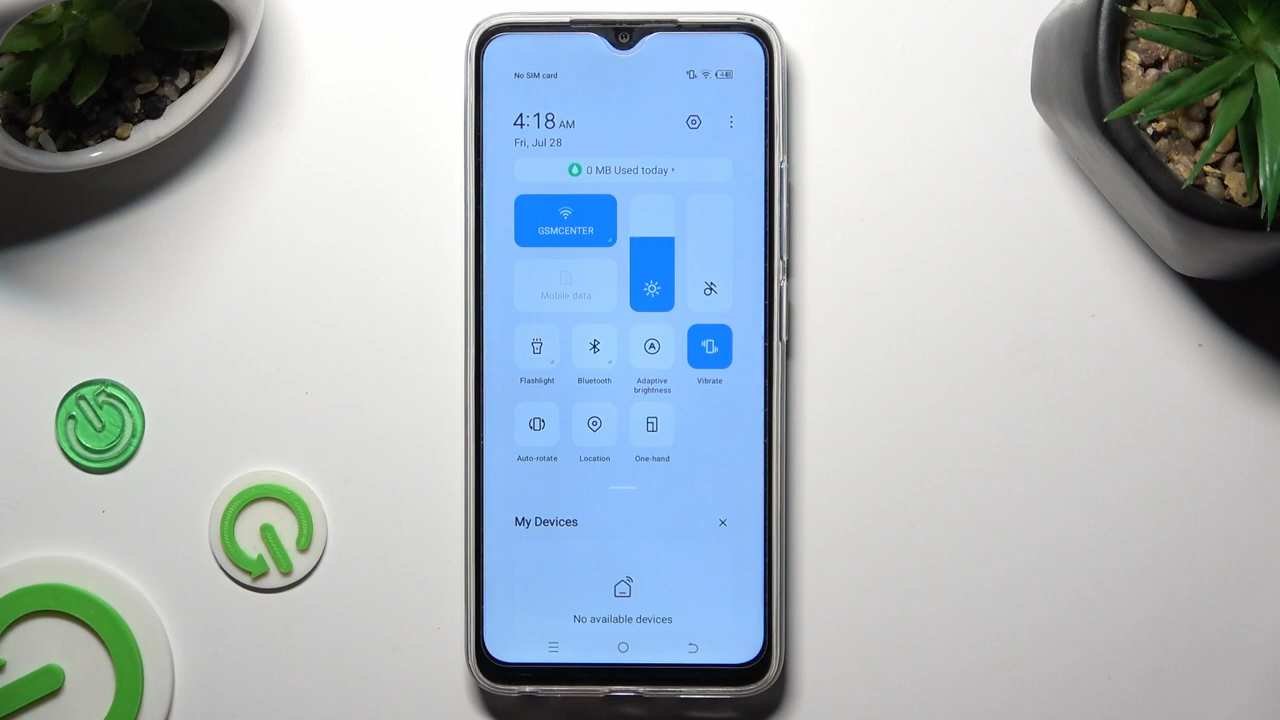 No SIM card
4:18 AM
Fri, Jul 28
0 MB Used today
GSMCENTER
Mobile data
Flashlight
Bluetooth
Adaptive
brightness
Vibrate
Auto-rotate
Location
One-hand
My Devices
No available devices